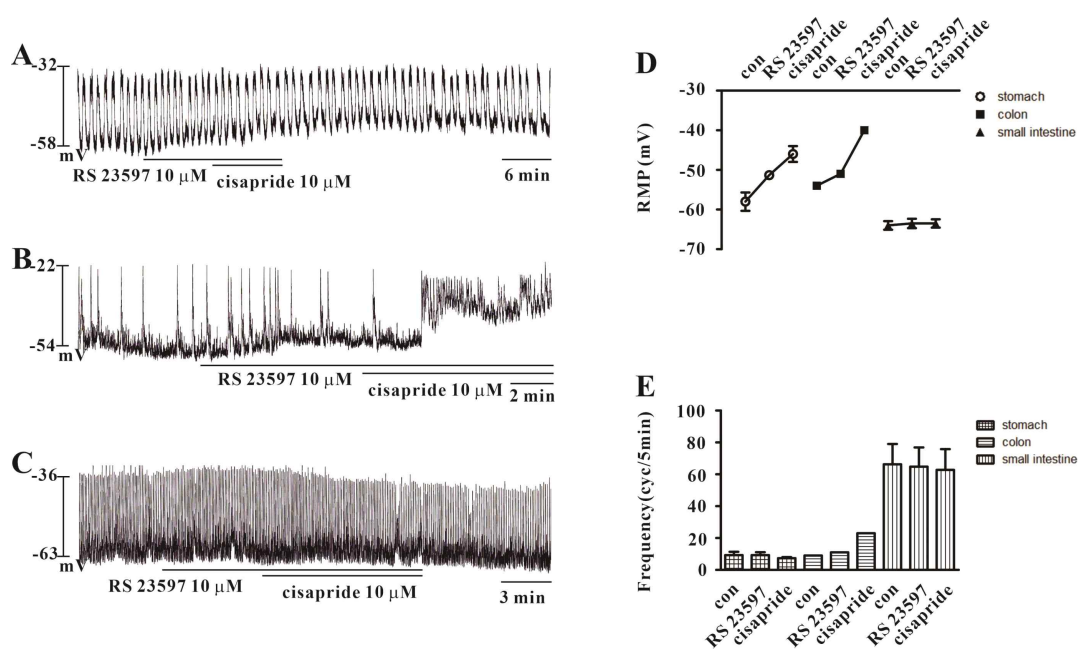 A
-32
-58
mV
RS 23597 10 μM
cisapride 10 μM
6 min
B
-22
-54
mV
RS 23597 10 μM
cisapride 10 μM
2 min
C
-36
-63
mV
RS 23597 10 μM
cisapride 10 μM
3 min
D
con
RS 23597
cisapride
con
RS 23597
cisapride
con
RS 23597
cisapride
-30
-40
-50
-60
-70
RMP (mV)
stomach
colon
small intestine
E
100
80
60
40
20
0
Frequency(cyc/5min)
stomach
colon
small intestine
con
RS 23597
cisapride
con
RS 23597
cisapride
con
RS 23597
cisapride